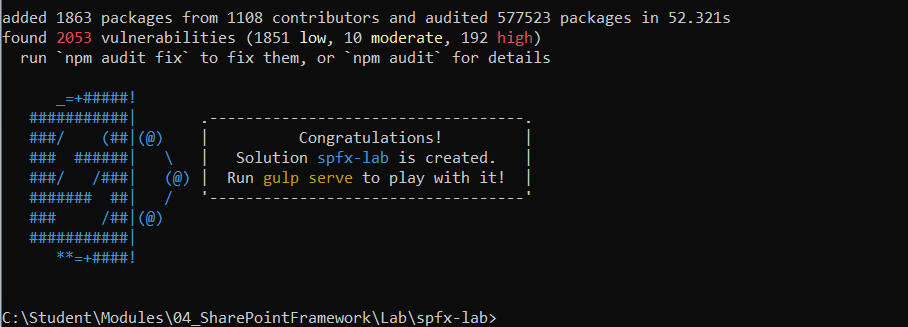 added 1863 packages from 1108 contributors and audited 577523 packages in 52.321s
found 2053 vulnerabilities (1851 low, 10 moderate, 192 high)
  run `npm audit fix` to fix them, or `npm audit` for details

      _=+#####!
   ###########|       .-----------------------------------.
   ###/    (##|(@)    |          Congratulations!         |
   ###  ######|   \   |   Solution spfx-lab is created.   |
   ###/   /###|   (@) |  Run gulp serve to play with it!  |
   #######  ##|   /   '-----------------------------------'
   ###     /##|(@)
   ###########|
      **=+####!

C:\Student\Modules\04_SharePointFramework\Lab\spfx-lab>